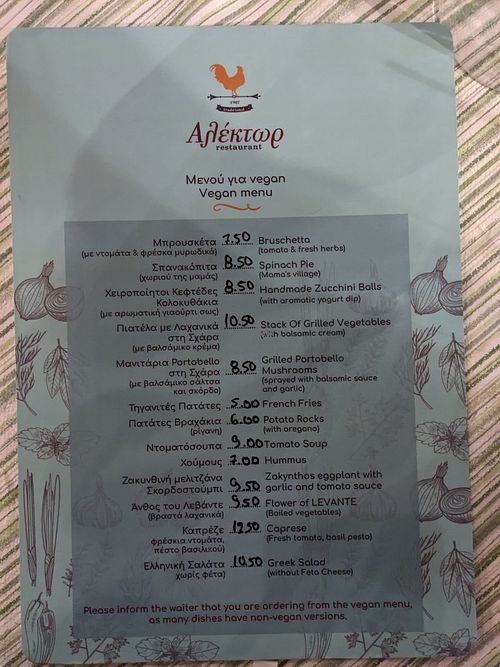 1987
traditional
Αλέκτωρ
restaurant
Μενού για vegan
Vegan menu
Μπρουσκέτα 7.50 Bruschetta
(με ντομάτα & φρέσκα μυρωδικά) (tomato & fresh herbs)
Σπανακόπιτα 8.50 Spinach Pie
(χωριού της μαμάς) (Mama's village)
Χειροποίητοι Κεφτέδες 8.50 Handmade Zucchini Balls
Κολοκυθάκια (with aromatic yogurt dip)
(με αρωματική γιαούρτι σως)
Πιατέλα με Λαχανικά 10.50 Stack Of Grilled Vegetables
στη Σχάρα (with balsamic cream)
(με βαλσάμικο κρέμα)
Μανιτάρια Portobello Grilled Portobello
στη Σχάρα 8.50 Mushrooms
(με βαλσάμικο σάλτσα (sprayed with balsamic sauce
και σκόρδο) and garlic)
Τηγανιτές Πατάτες 5.00 French Fries
Πατάτες Βραχάκια 6.00 Potato Rocks
(ρίγανη) (with oregano)
Ντοματόσουπα 9.00 Tomato Soup
Χούμους 7.00 Hummus
Ζακυνθινή μελιτζάνα Zakynthos eggplant with
Σκορδοστούμπι 9.50 garlic and tomato sauce
Άνθος του Λεβάντε 9.50 Flower of LEVANTE
(βραστά λαχανικά) (Boiled vegetables)
Καπρέζε 12.50 Caprese
φρέσκια ντομάτα, (Fresh tomato, basil pesto)
πέστο βασιλικού)
Ελληνική Σαλάτα 10.50 Greek Salad
χωρίς φέτα) (without Feta Cheese)
Please inform the waiter that you are ordering from the vegan menu,
as many dishes have non-vegan versions.